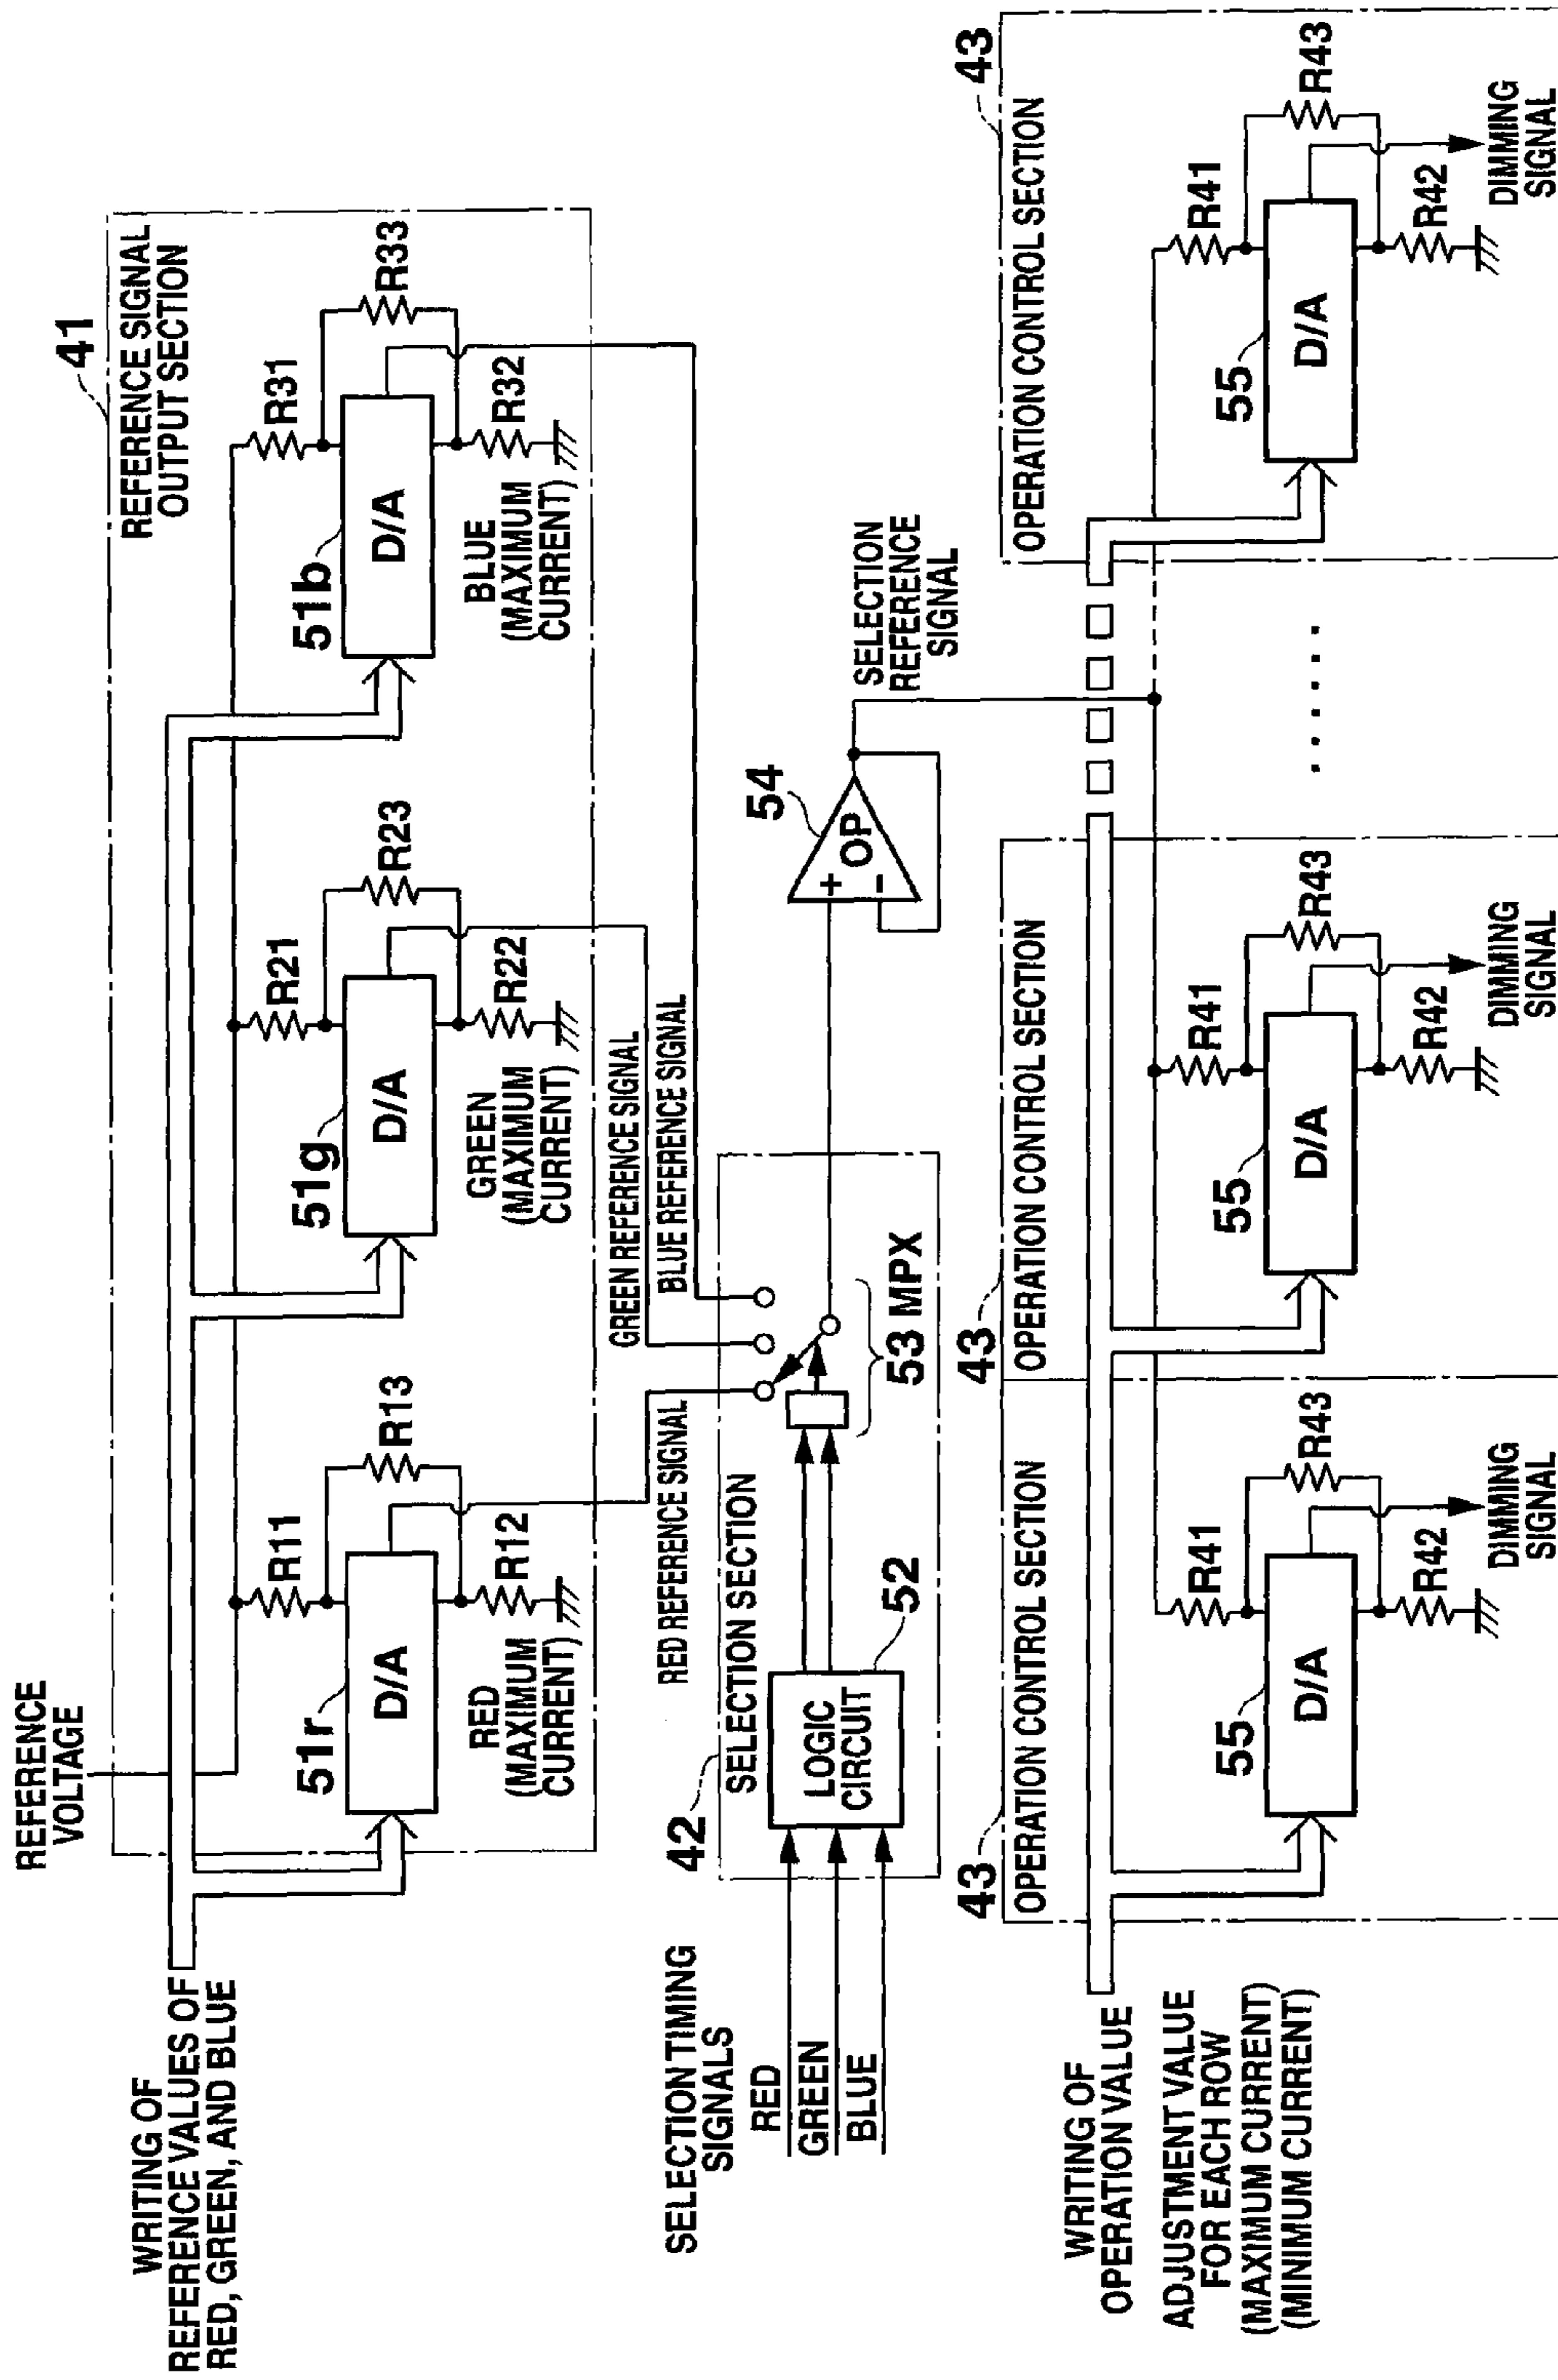 REFERENCE
VOLTAGE
41
REFERENCE SIGNAL
OUTPUT SECTION
WRITING OF
REFERENCE VALUES OF
RED, GREEN, AND BLUE
R11
R13
51r
D/A
R12
RED
(MAXIMUM
CURRENT)
R21
R23
51g
D/A
R22
GREEN
(MAXIMUM
CURRENT)
R31
R33
51b
D/A
R32
BLUE
(MAXIMUM
CURRENT)
RED REFERENCE SIGNAL
GREEN REFERENCE SIGNAL
BLUE REFERENCE SIGNAL
SELECTION TIMING
SIGNALS
RED
GREEN
BLUE
42
SELECTION SECTION
LOGIC
CIRCUIT
52
53 MPX
54
+
-
OP
SELECTION
REFERENCE
SIGNAL
WRITING OF
OPERATION VALUE
ADJUSTMENT VALUE
FOR EACH ROW
(MAXIMUM CURRENT)
(MINIMUM CURRENT)
43
OPERATION CONTROL SECTION
R41
R43
55
D/A
R42
DIMMING
SIGNAL
43
OPERATION CONTROL SECTION
R41
R43
55
D/A
R42
DIMMING
SIGNAL
......
43
OPERATION CONTROL SECTION
R41
R43
55
D/A
R42
DIMMING
SIGNAL